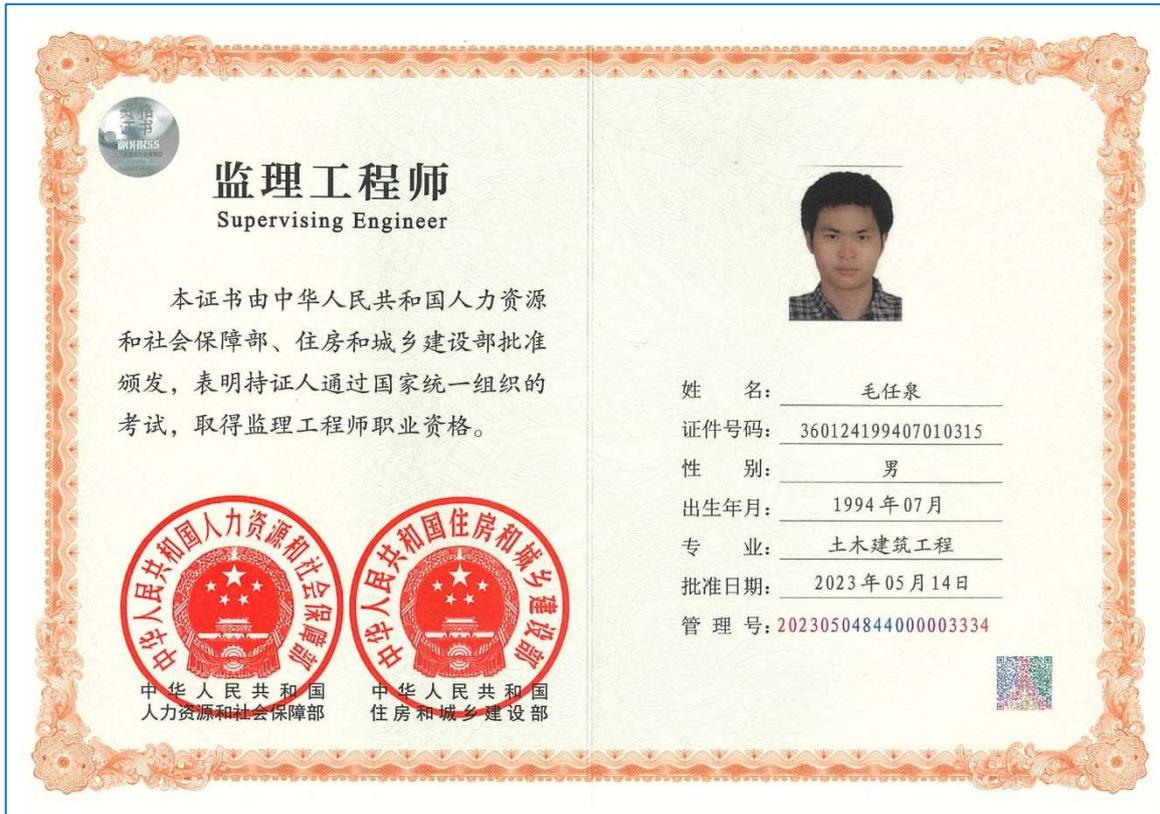 资格
证书
监理工程师
Supervising Engineer
本证书由中华人民共和国人力资源
和社会保障部、住房和城乡建设部批准
颁发，表明持证人通过国家统一组织的
考试，取得监理工程师职业资格。
中华人民共和国人力资源和社会保障部
中华人民共和国住房和城乡建设部
中华人民共和国
人力资源和社会保障部
中华人民共和国
住房和城乡建设部
姓名：毛任泉
证件号码：360124199407010315
性别：男
出生年月：1994年07月
专业：土木建筑工程
批准日期：2023年05月14日
管理号：20230504844000003334